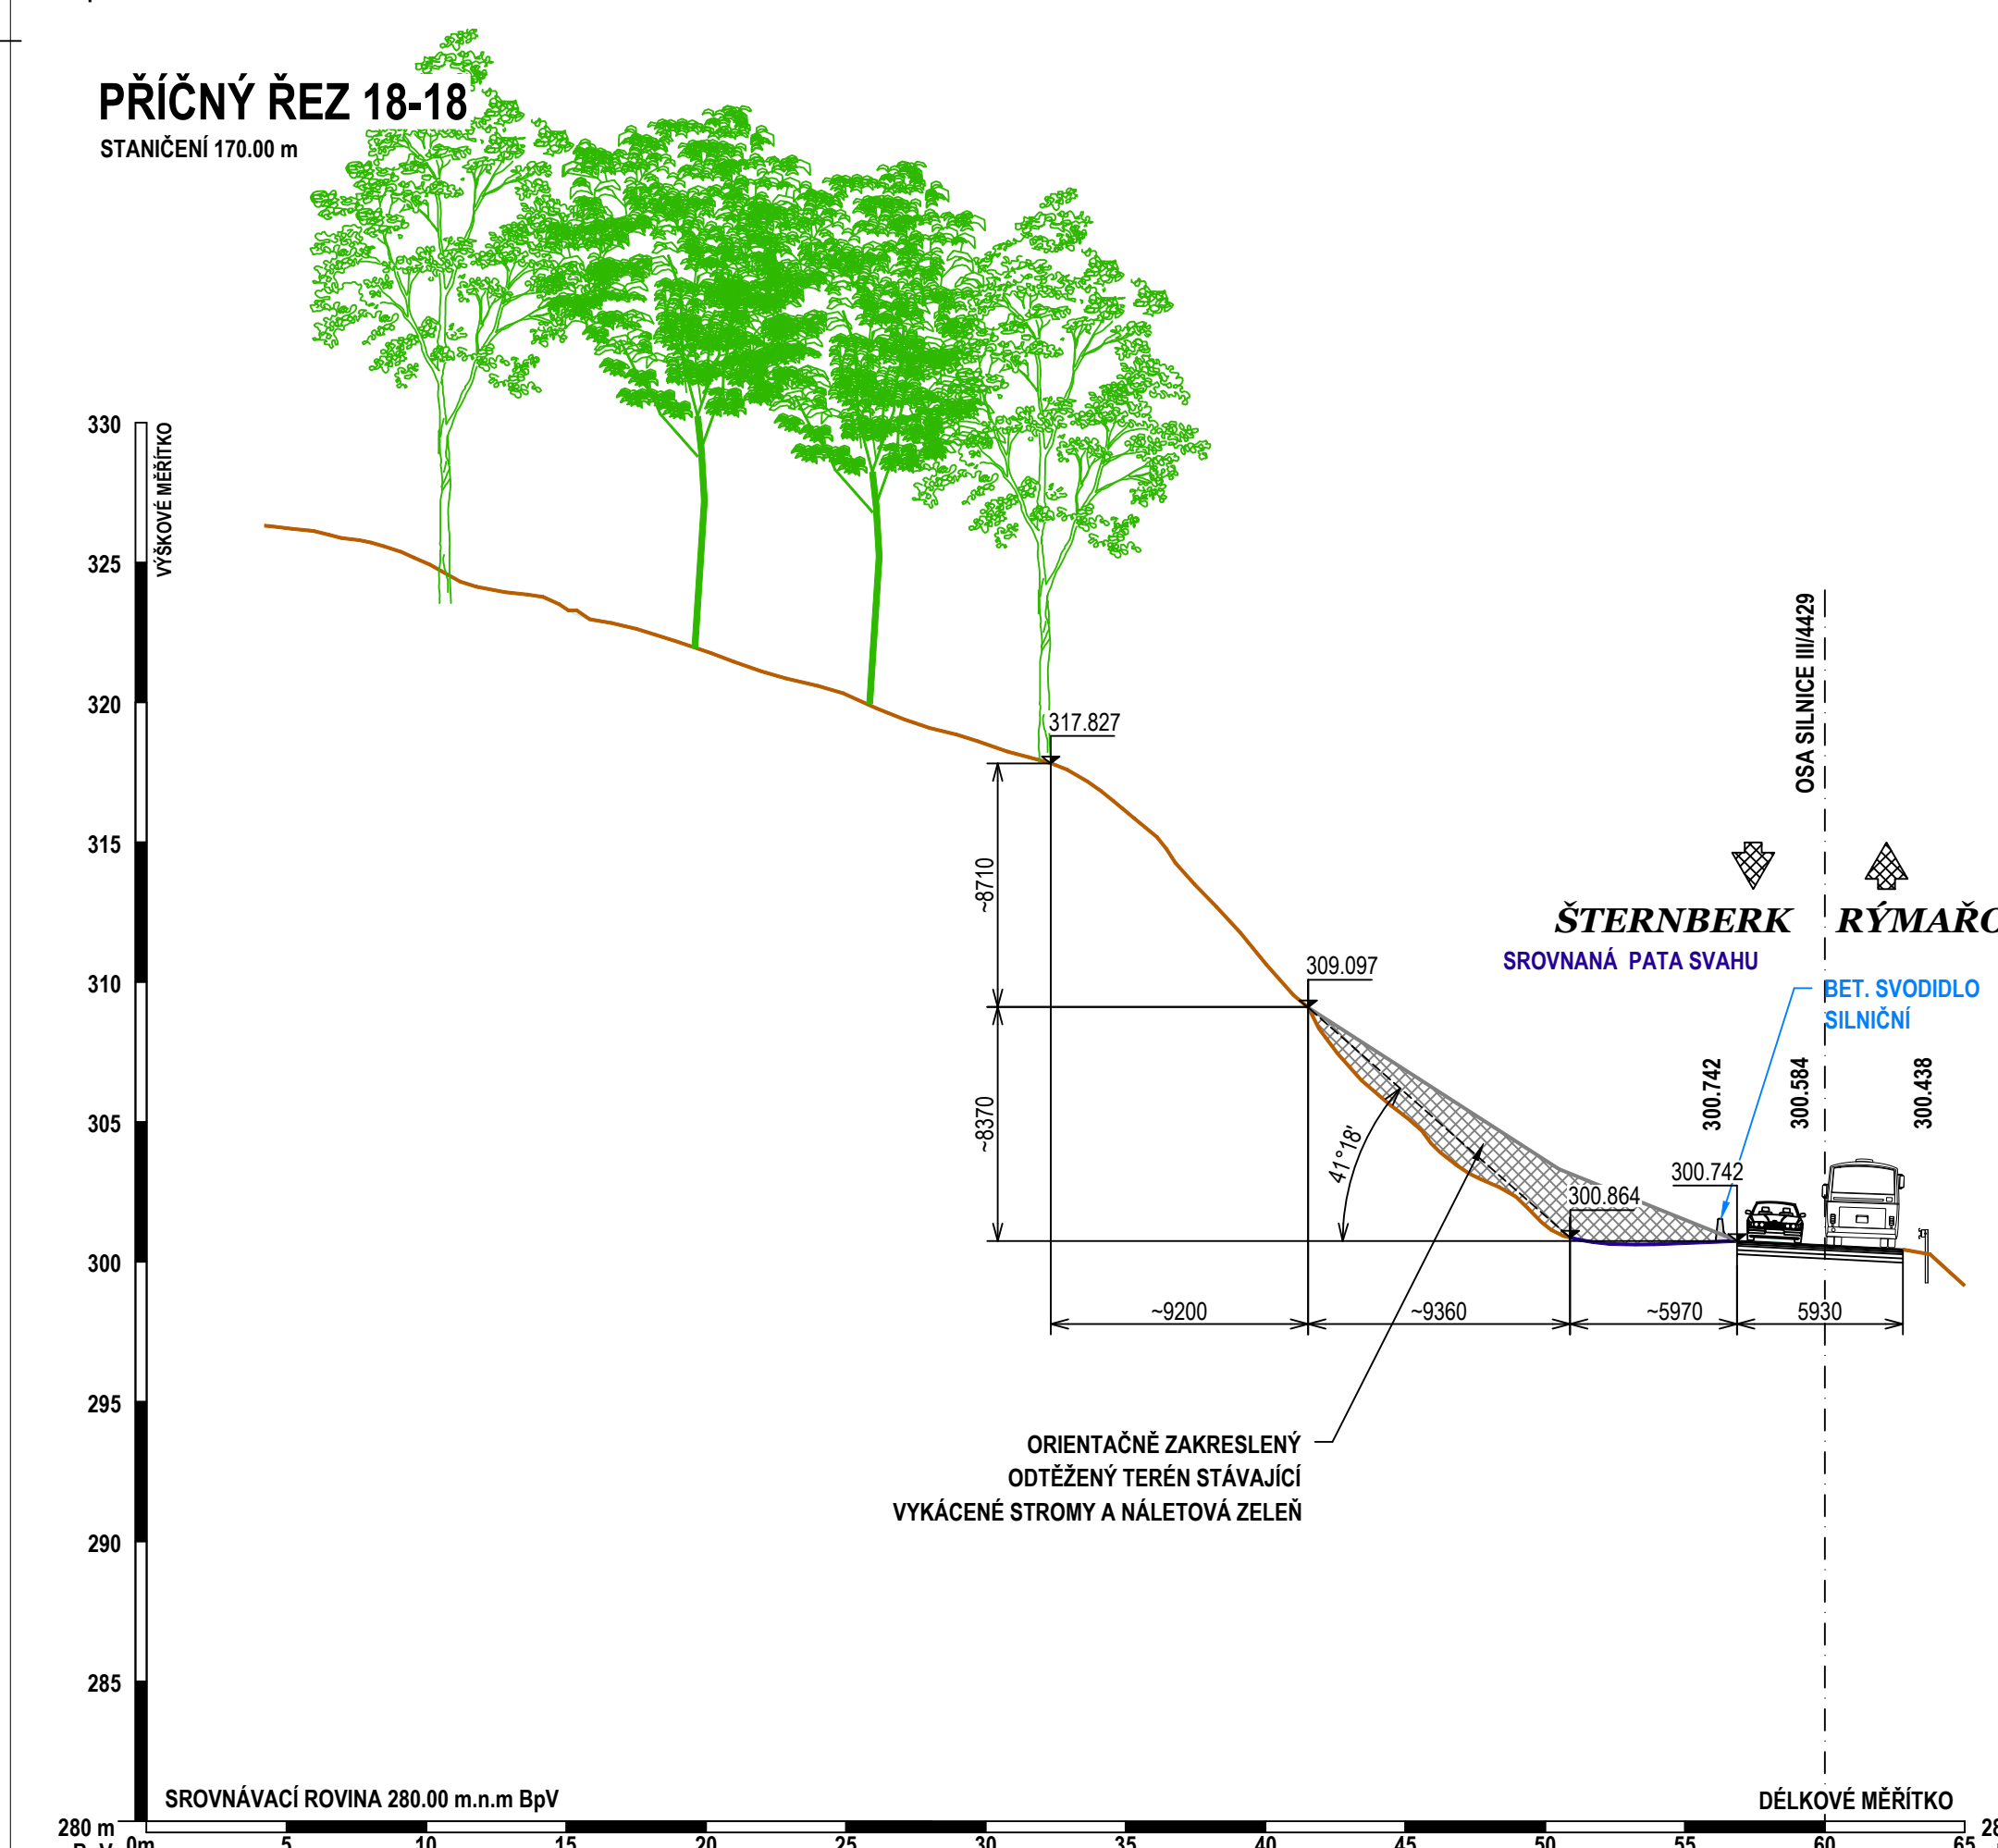 PŘÍČNÝ ŘEZ 18-18
STANIČENÍ 170.00 m
330
VÝŠKOVÉ MĚŘÍTKO
325
320
315
310
305
300
295
290
285
317.827
OSA SILNICE III/4429
~8710
ŠTERNBERK
RÝMAŘO
SROVNANÁ PATA SVAHU
309.097
BET. SVODIDLO
SILNIČNÍ
300.742
300.584
300.438
~8370
41°18'
300.742
300.864
~9200
~9360
~5970
5930
ORIENTAČNĚ ZAKRESLENÝ
ODTĚŽENÝ TERÉN STÁVAJÍCÍ
VYKÁCENÉ STROMY A NÁLETOVÁ ZELEŇ
SROVNÁVACÍ ROVINA 280.00 m.n.m BpV
DÉLKOVÉ MĚŘÍTKO
280 m
0m 5 10 15 20 25 30 35 40 45 50 55 60 65